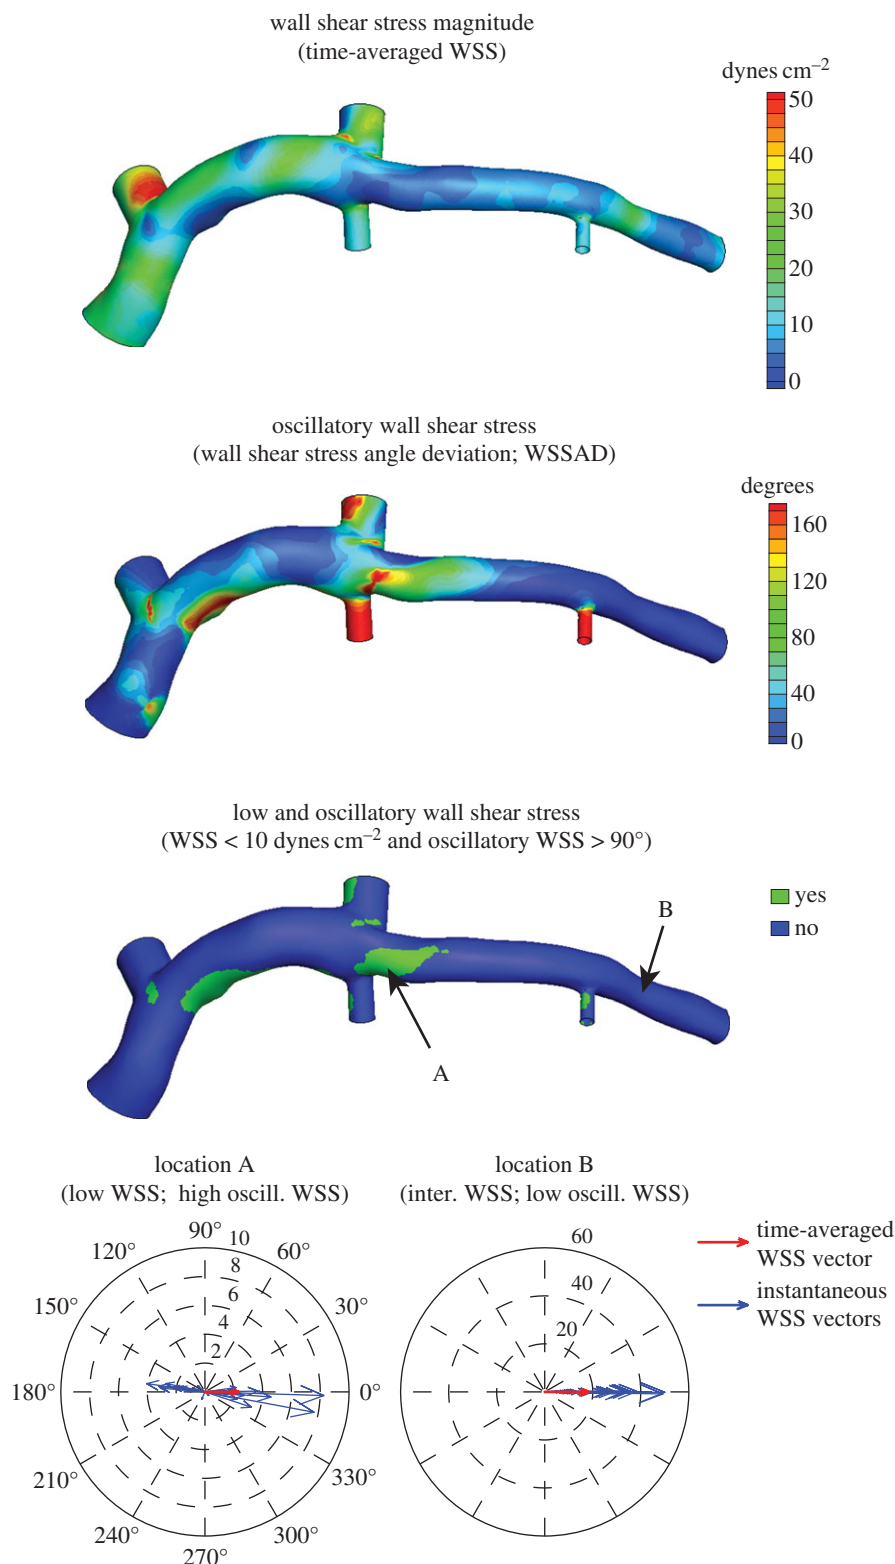 wall shear stress magnitude
(time-averaged WSS)
dynes cm⁻²
50
40
30
20
10
0
oscillatory wall shear stress
(wall shear stress angle deviation; WSSAD)
degrees
160
120
80
40
0
low and oscillatory wall shear stress
(WSS < 10 dynes cm⁻² and oscillatory WSS > 90°)
yes
no
B
A
location A
(low WSS; high oscill. WSS)
90°
10
120°
60°
8
150°
6
30°
4
2
180°
0°
210°
330°
240°
300°
270°
location B
(inter. WSS; low oscill. WSS)
60
40
20
time-averaged
WSS vector
instantaneous
WSS vectors